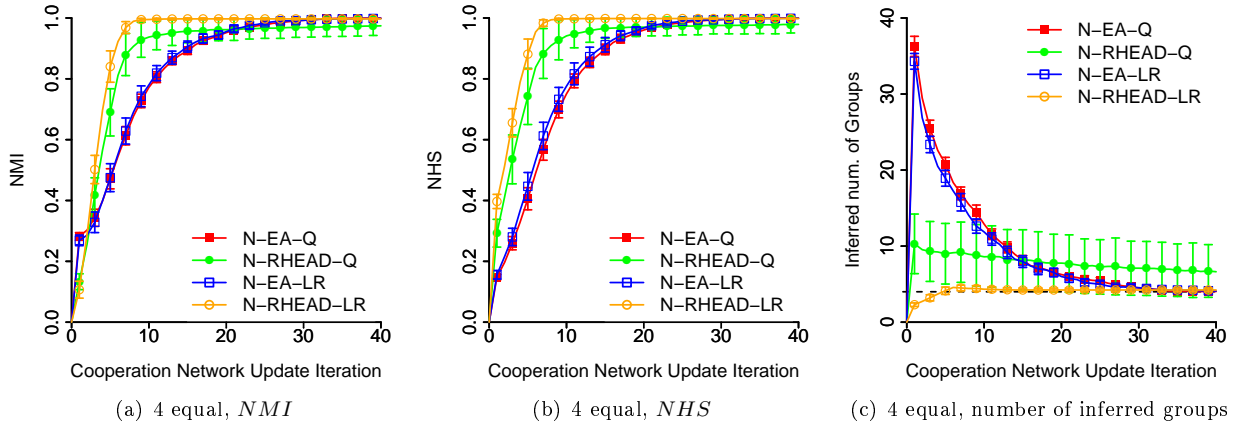 NMI
0.0 0.2 0.4 0.6 0.8 1.0
N−EA−Q
N−RHEAD−Q
N−EA−LR
N−RHEAD−LR
0 10 20 30 40
Cooperation Network Update Iteration
(a) 4 equal, NMI
NHS
0.0 0.2 0.4 0.6 0.8 1.0
N−EA−Q
N−RHEAD−Q
N−EA−LR
N−RHEAD−LR
0 10 20 30 40
Cooperation Network Update Iteration
(b) 4 equal, NHS
Inferred num. of Groups
0 10 20 30 40
N−EA−Q
N−RHEAD−Q
N−EA−LR
N−RHEAD−LR
0 10 20 30 40
Cooperation Network Update Iteration
(c) 4 equal, number of inferred groups